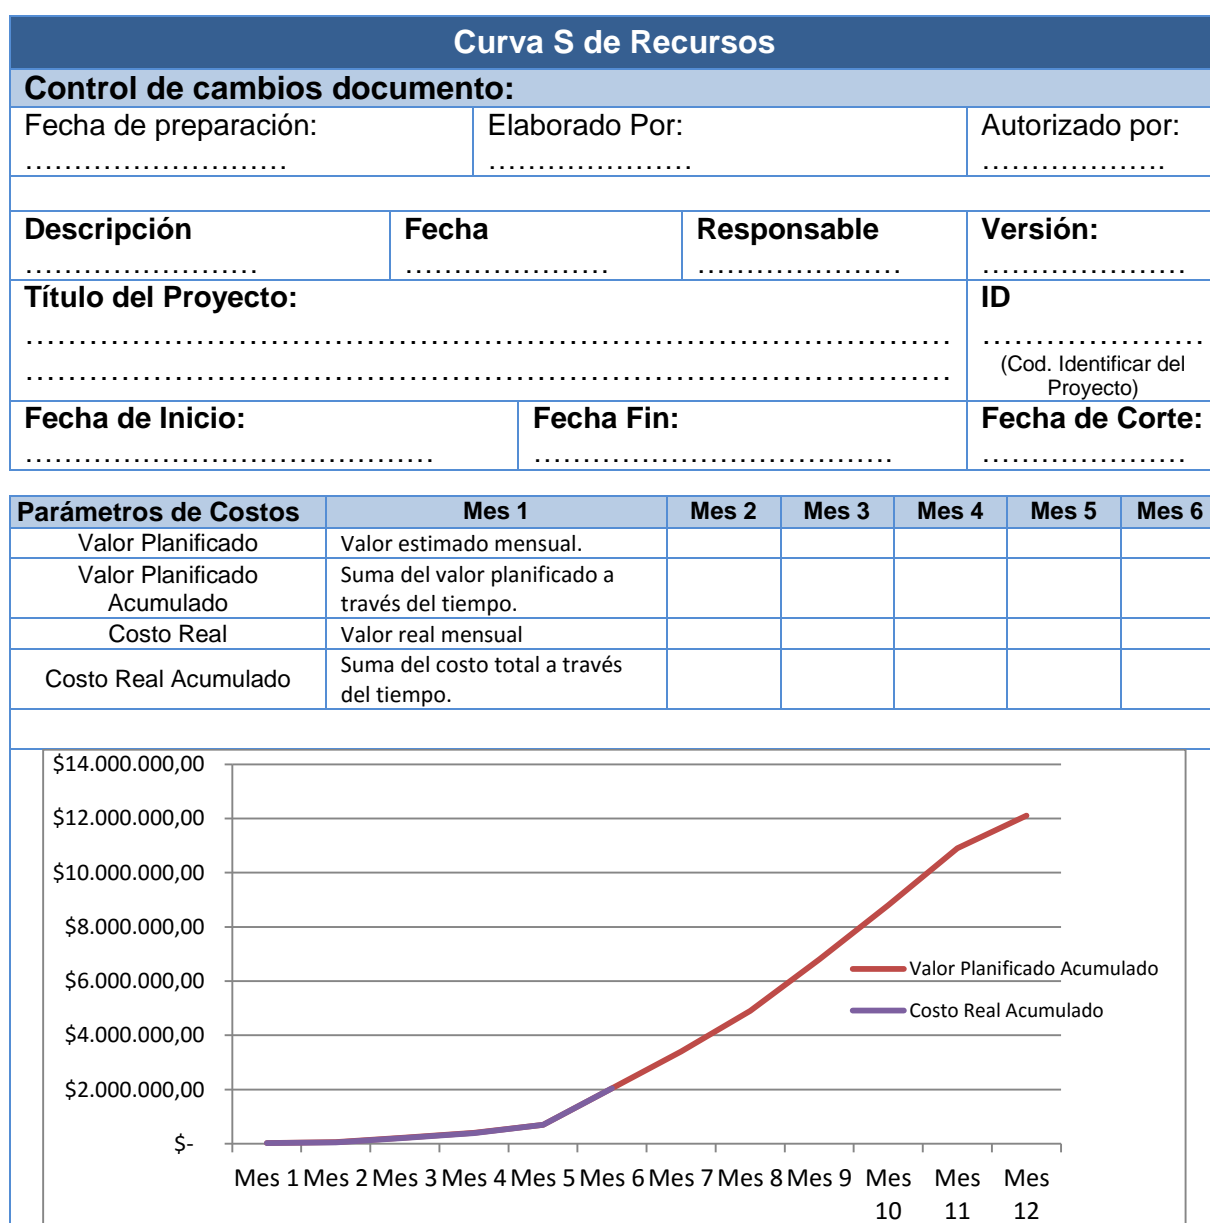 Curva S de Recursos
Control de cambios documento:
Fecha de preparación: Elaborado Por: Autorizado por:
........................... ..................... ...................
Descripción Fecha Responsable Versión:
........................ ..................... ..................... .....................
Título del Proyecto: ID
....................................................................................... .....................
....................................................................................... (Cod. Identificar del
Proyecto)
Fecha de Inicio: Fecha Fin: Fecha de Corte:
.......................................... ..................................... .....................
Parámetros de Costos Mes 1 Mes 2 Mes 3 Mes 4 Mes 5 Mes 6
Valor Planificado Valor estimado mensual.
Valor Planificado Suma del valor planificado a
Acumulado través del tiempo.
Costo Real Valor real mensual
Costo Real Acumulado Suma del costo total a través
del tiempo.
$14.000.000,00
$12.000.000,00
$10.000.000,00
$8.000.000,00
$6.000.000,00
$4.000.000,00
$2.000.000,00
$-
Valor Planificado Acumulado
Costo Real Acumulado
Mes 1 Mes 2 Mes 3 Mes 4 Mes 5 Mes 6 Mes 7 Mes 8 Mes 9 Mes Mes Mes
10 11 12